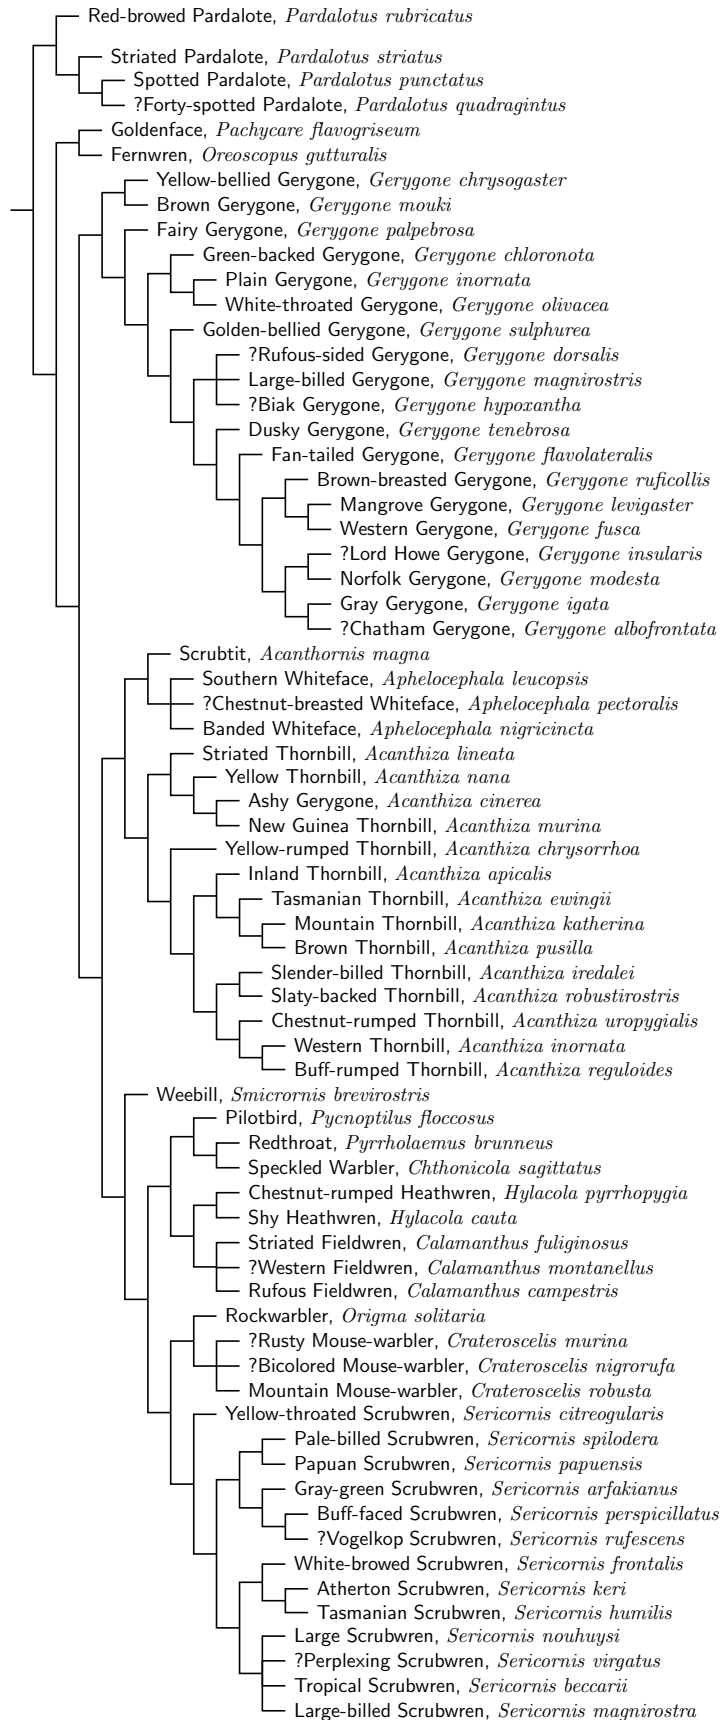 Red-browed Pardalote, Pardalotus rubricatus
Striated Pardalote, Pardalotus striatus
Spotted Pardalote, Pardalotus punctatus
?Forty-spotted Pardalote, Pardalotus quadragintus
Goldenface, Pachycare flavogriseum
Fernwren, Oreoscopus gutturalis
Yellow-bellied Gerygone, Gerygone chrysogaster
Brown Gerygone, Gerygone mouki
Fairy Gerygone, Gerygone palpebrosa
Green-backed Gerygone, Gerygone chloronota
Plain Gerygone, Gerygone inornata
White-throated Gerygone, Gerygone olivacea
Golden-bellied Gerygone, Gerygone sulphurea
?Rufous-sided Gerygone, Gerygone dorsalis
Large-billed Gerygone, Gerygone magnirostris
?Biak Gerygone, Gerygone hypoxantha
Dusky Gerygone, Gerygone tenebrosa
Fan-tailed Gerygone, Gerygone flavolateralis
Brown-breasted Gerygone, Gerygone ruficollis
Mangrove Gerygone, Gerygone levigaster
Western Gerygone, Gerygone fusca
?Lord Howe Gerygone, Gerygone insularis
Norfolk Gerygone, Gerygone modesta
Gray Gerygone, Gerygone igata
?Chatham Gerygone, Gerygone albofrontata
Scrubtit, Acanthornis magna
Southern Whiteface, Aphelocephala leucopsis
?Chestnut-breasted Whiteface, Aphelocephala pectoralis
Banded Whiteface, Aphelocephala nigricincta
Striated Thornbill, Acanthiza lineata
Yellow Thornbill, Acanthiza nana
Ashy Gerygone, Acanthiza cinerea
New Guinea Thornbill, Acanthiza murina
Yellow-rumped Thornbill, Acanthiza chrysorrhoa
Inland Thornbill, Acanthiza apicalis
Tasmanian Thornbill, Acanthiza ewingii
Mountain Thornbill, Acanthiza katherina
Brown Thornbill, Acanthiza pusilla
Slender-billed Thornbill, Acanthiza iredalei
Slaty-backed Thornbill, Acanthiza robustirostris
Chestnut-rumped Thornbill, Acanthiza uropygialis
Western Thornbill, Acanthiza inornata
Buff-rumped Thornbill, Acanthiza reguloides
Weebill, Smicrornis brevirostris
Pilotbird, Pycnoptilus floccosus
Redthroat, Pyrrholaemus brunneus
Speckled Warbler, Chthonicola sagittatus
Chestnut-rumped Heathwren, Hylacola pyrrhopygia
Shy Heathwren, Hylacola cauta
Striated Fieldwren, Calamanthus fuliginosus
?Western Fieldwren, Calamanthus montanellus
Rufous Fieldwren, Calamanthus campestris
Rockwarbler, Origma solitaria
?Rusty Mouse-warbler, Crateroscelis murina
?Bicolored Mouse-warbler, Crateroscelis nigrorufa
Mountain Mouse-warbler, Crateroscelis robusta
Yellow-throated Scrubwren, Sericornis citreogularis
Pale-billed Scrubwren, Sericornis spilodera
Papuan Scrubwren, Sericornis papuensis
Gray-green Scrubwren, Sericornis arfakianus
Buff-faced Scrubwren, Sericornis perspicillatus
?Vogelkop Scrubwren, Sericornis rufescens
White-browed Scrubwren, Sericornis frontalis
Atherton Scrubwren, Sericornis keri
Tasmanian Scrubwren, Sericornis humilis
Large Scrubwren, Sericornis nouhuysi
?Perplexing Scrubwren, Sericornis virgatus
Tropical Scrubwren, Sericornis beccarii
Large-billed Scrubwren, Sericornis magnirostra